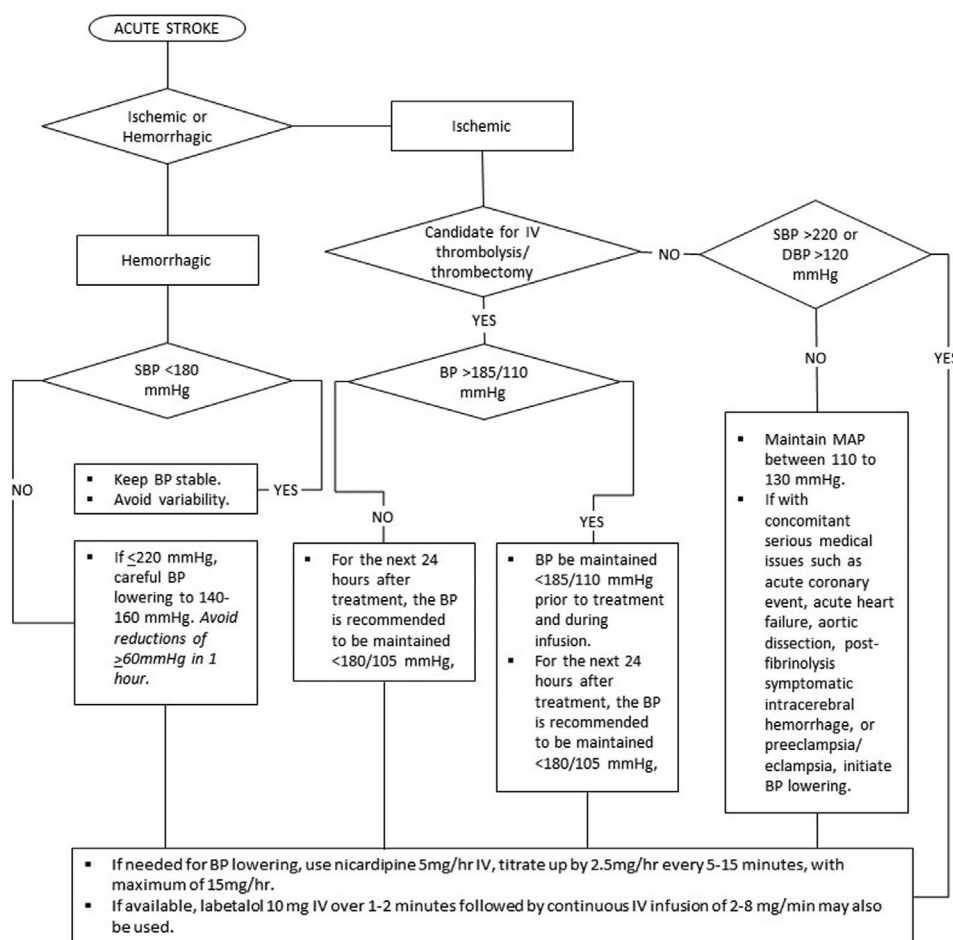 ACUTE STROKE
Ischemic or
Hemorrhagic
Ischemic
Hemorrhagic
Candidate for IV
thrombolysis/
thrombectomy
NO
SBP >220 or
DBP >120
mmHg
YES
NO
YES
SBP <180
mmHg
BP >185/110
mmHg
NO
▪ Keep BP stable.
▪ Avoid variability.
YES
NO
YES
▪ If <220 mmHg,
careful BP
lowering to 140-
160 mmHg. Avoid
reductions of
>60mmHg in 1
hour.
▪ For the next 24
hours after
treatment, the BP
is recommended
to be maintained
<180/105 mmHg,
▪ BP be maintained
<185/110 mmHg
prior to treatment
and during
infusion.
▪ For the next 24
hours after
treatment, the BP
is recommended
to be maintained
<180/105 mmHg,
▪ Maintain MAP
between 110 to
130 mmHg.
▪ If with
concomitant
serious medical
issues such as
acute coronary
event, acute heart
failure, aortic
dissection, post-
fibrinolysis
symptomatic
intracerebral
hemorrhage, or
preeclampsia/
eclampsia, initiate
BP lowering.
▪ If needed for BP lowering, use nicardipine 5mg/hr IV, titrate up by 2.5mg/hr every 5-15 minutes, with
maximum of 15mg/hr.
▪ If available, labetalol 10 mg IV over 1-2 minutes followed by continuous IV infusion of 2-8 mg/min may also
be used.